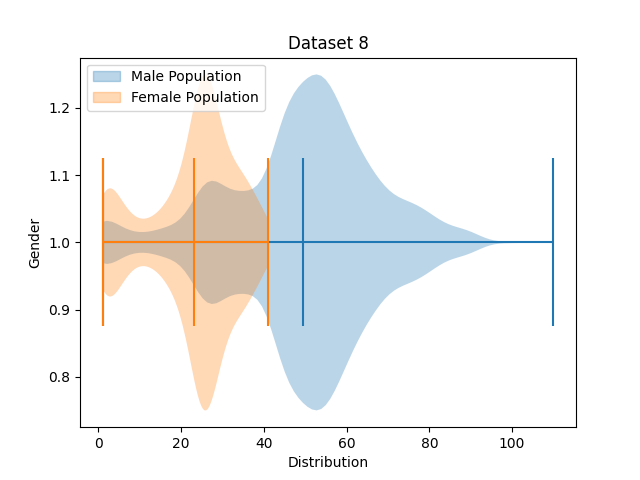 Dataset 8
Male Population
Female Population
1.2
1.1
1.0
0.9
0.8
Gender
0 20 40 60 80 100
Distribution